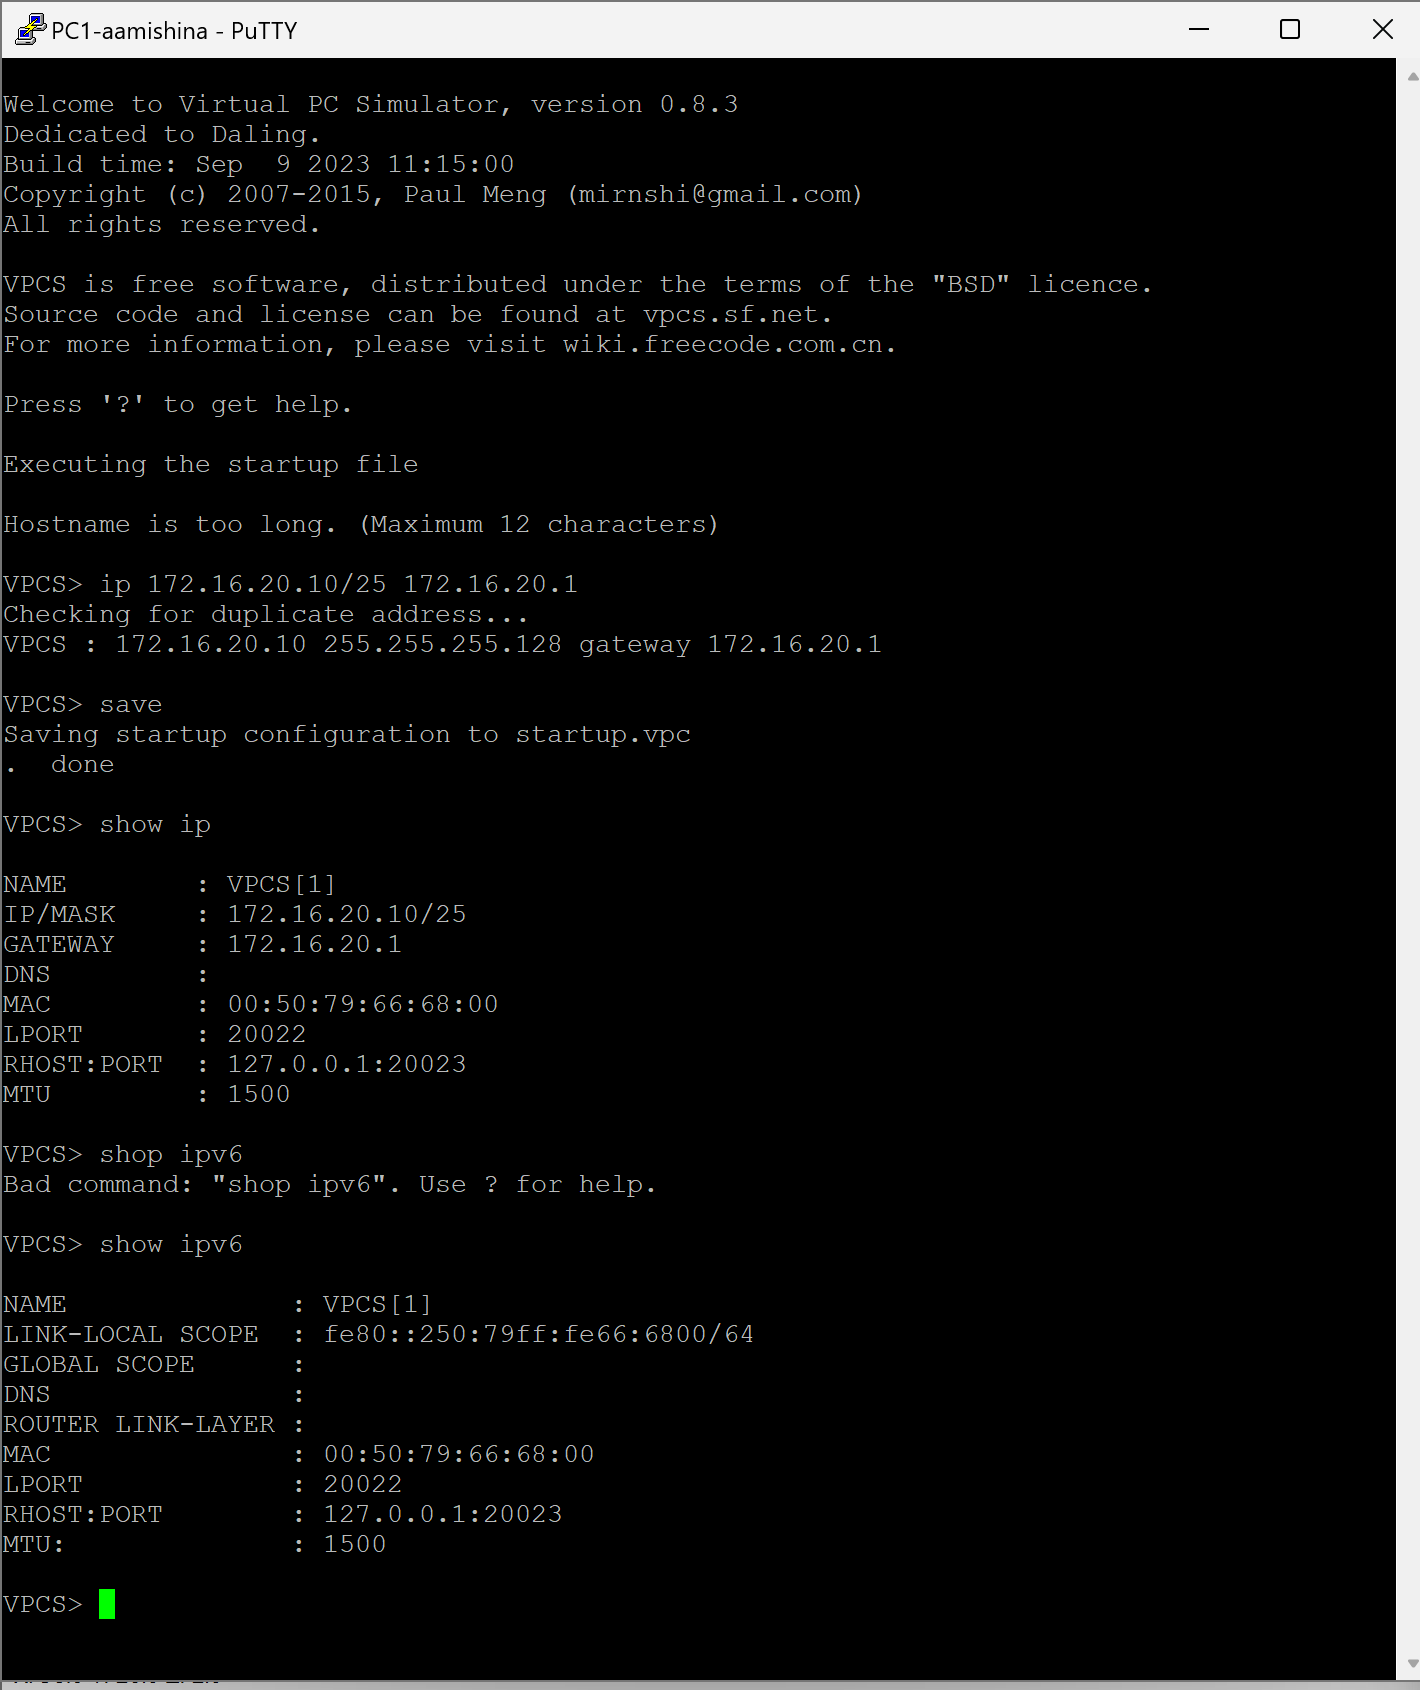 PC1-aamishina - PuTTY
Welcome to Virtual PC Simulator, version 0.8.3
Dedicated to Daling.
Build time: Sep  9 2023 11:15:00
Copyright (c) 2007-2015, Paul Meng (mirnshi@gmail.com)
All rights reserved.
VPCS is free software, distributed under the terms of the "BSD" licence.
Source code and license can be found at vpcs.sf.net.
For more information, please visit wiki.freecode.com.cn.
Press '?' to get help.
Executing the startup file
Hostname is too long. (Maximum 12 characters)
VPCS> ip 172.16.20.10/25 172.16.20.1
Checking for duplicate address...
VPCS : 172.16.20.10 255.255.255.128 gateway 172.16.20.1
VPCS> save
Saving startup configuration to startup.vpc
.  done
VPCS> show ip
NAME        : VPCS[1]
IP/MASK     : 172.16.20.10/25
GATEWAY     : 172.16.20.1
DNS         :
MAC         : 00:50:79:66:68:00
LPORT       : 20022
RHOST:PORT  : 127.0.0.1:20023
MTU         : 1500
VPCS> shop ipv6
Bad command: "shop ipv6". Use ? for help.
VPCS> show ipv6
NAME              : VPCS[1]
LINK-LOCAL SCOPE  : fe80::250:79ff:fe66:6800/64
GLOBAL SCOPE      :
DNS               :
ROUTER LINK-LAYER :
MAC               : 00:50:79:66:68:00
LPORT             : 20022
RHOST:PORT        : 127.0.0.1:20023
MTU:              : 1500
VPCS>